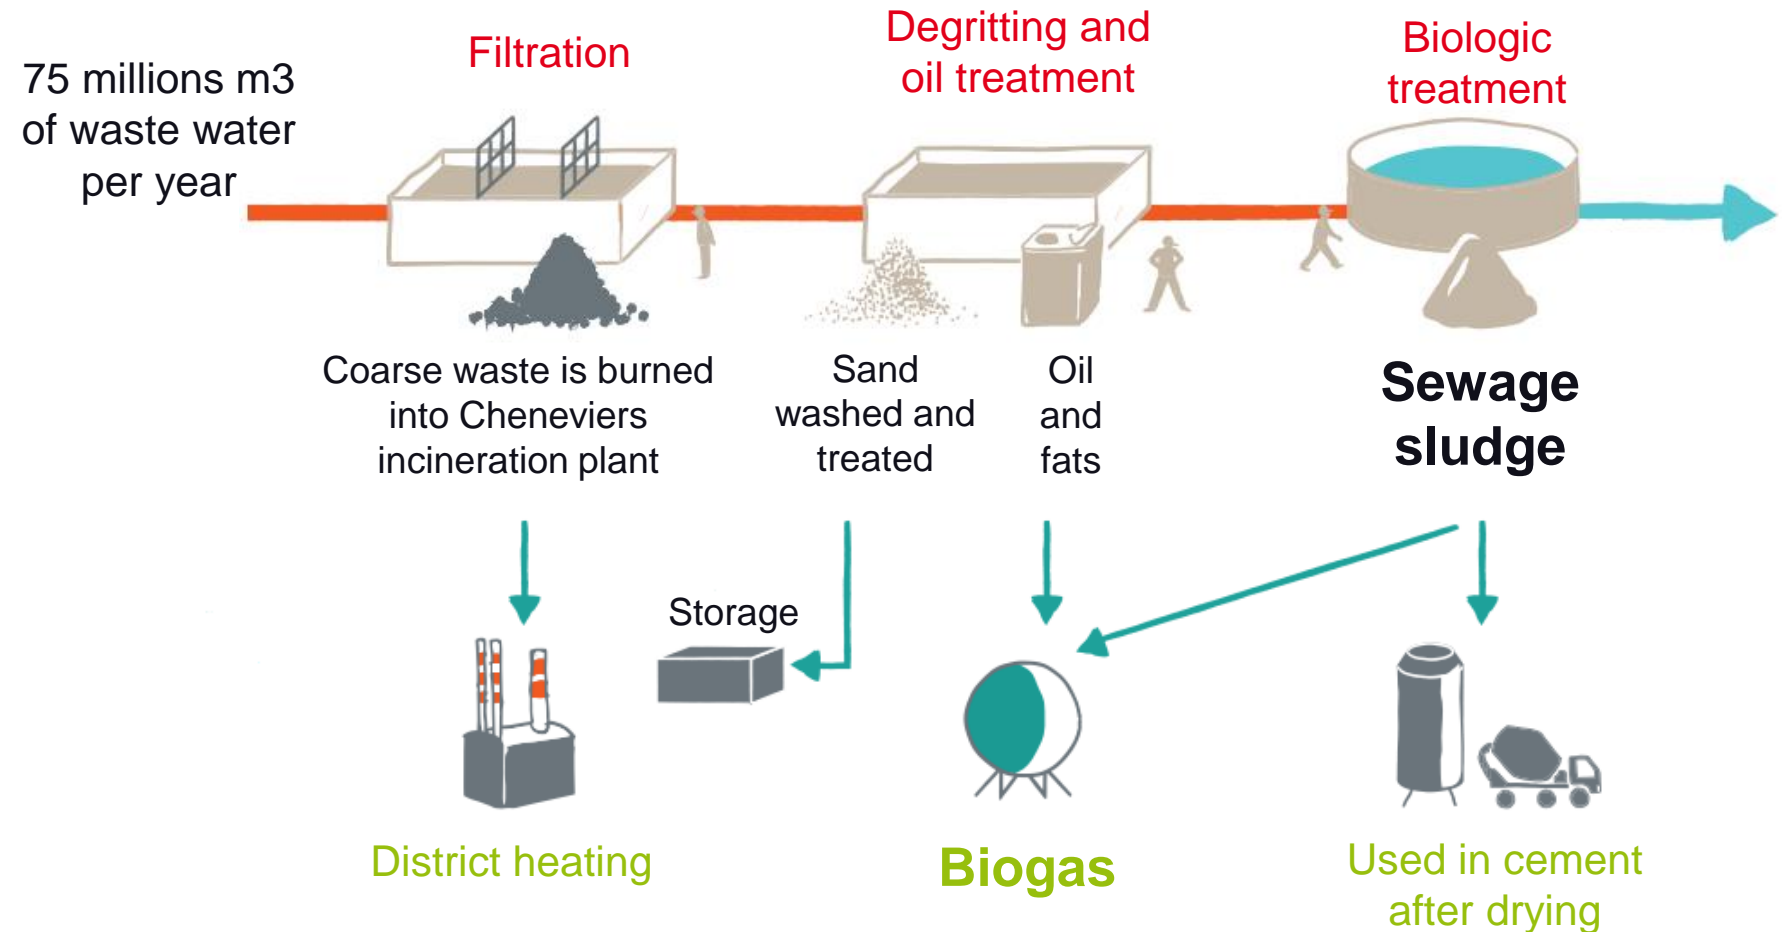 75 millions m3
of waste water
per year
Filtration
Degritting and
oil treatment
Biologic
treatment
Coarse waste is burned
into Cheneviers
incineration plant
Sand
washed and
treated
Oil
and
fats
Sewage
sludge
Storage
District heating
Biogas
Used in cement
after drying